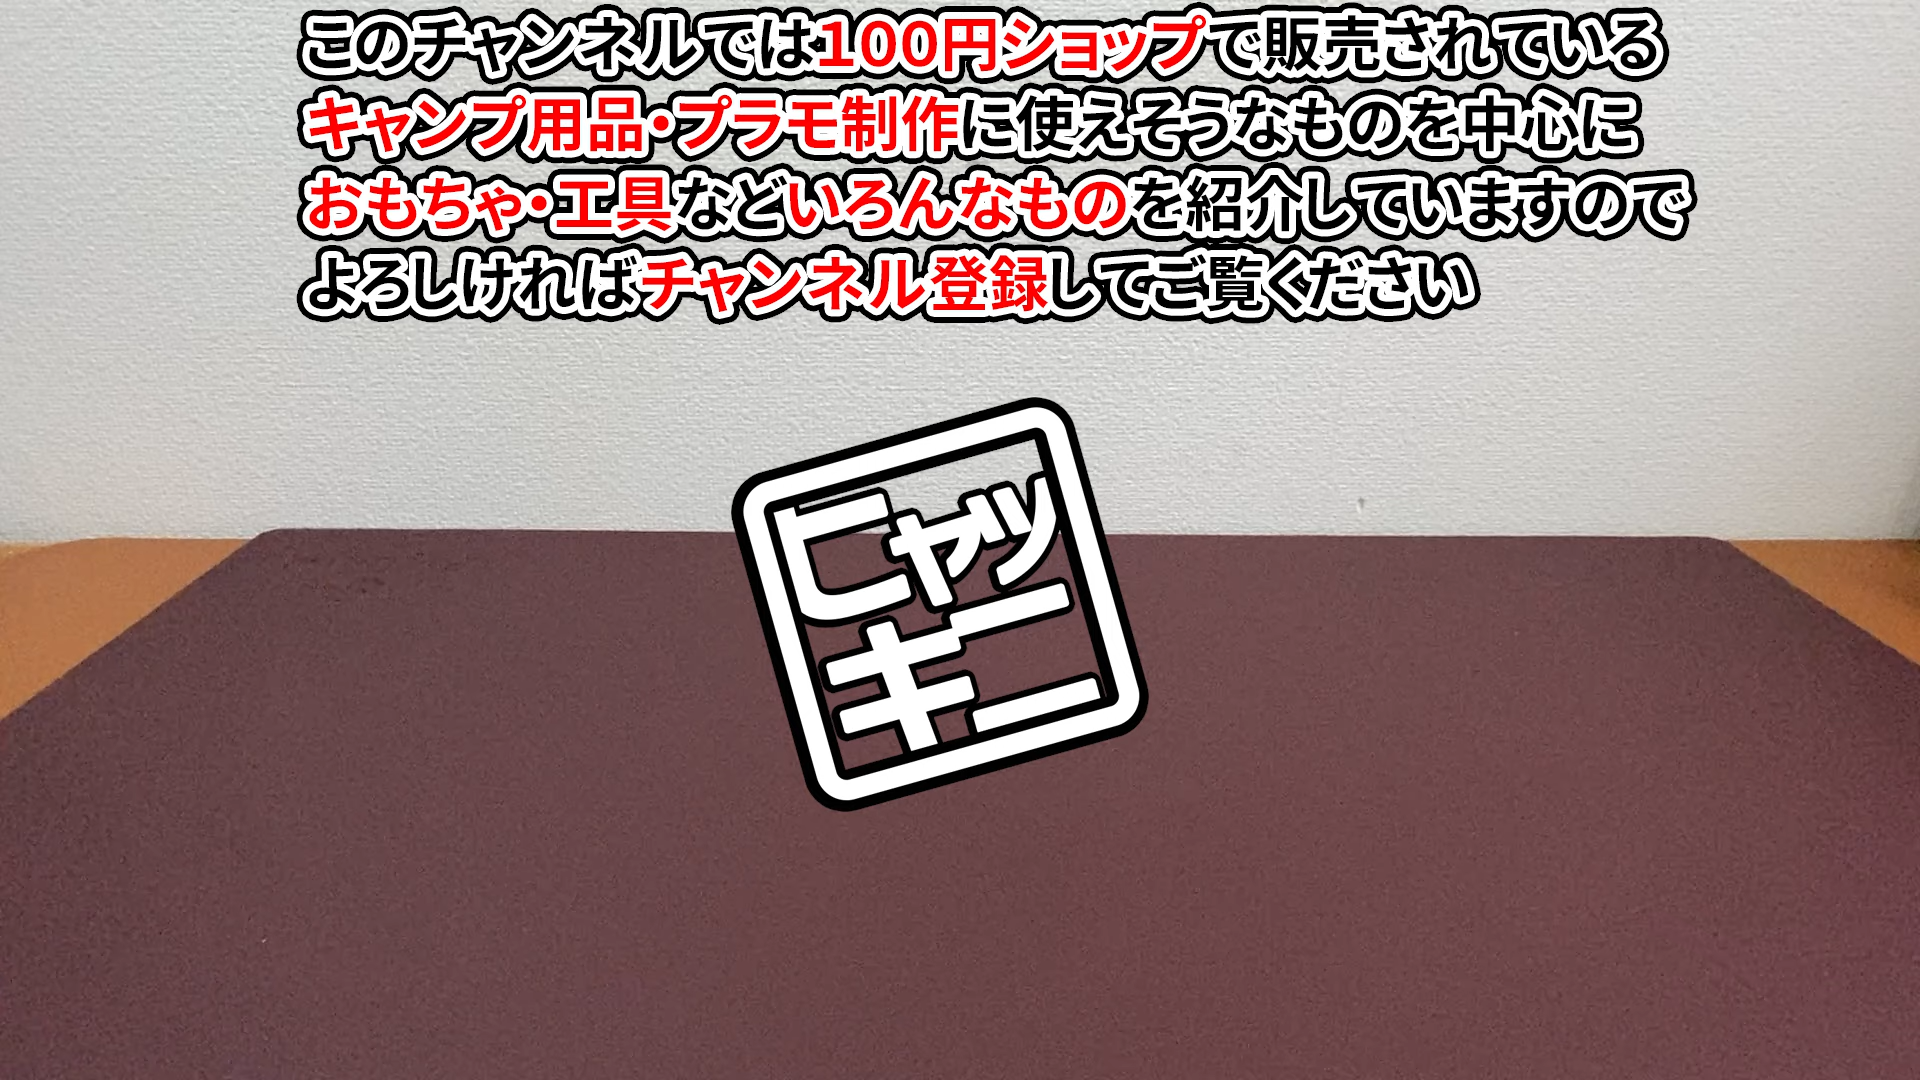 このチャンネルでは100円ショップで販売されている
キャンプ用品・プラモ制作に使えそうなものを中心に
おもちゃ・工具などいろんなものを紹介していますので
よろしければチャンネル登録してご覧ください
ヒャッ
キニ